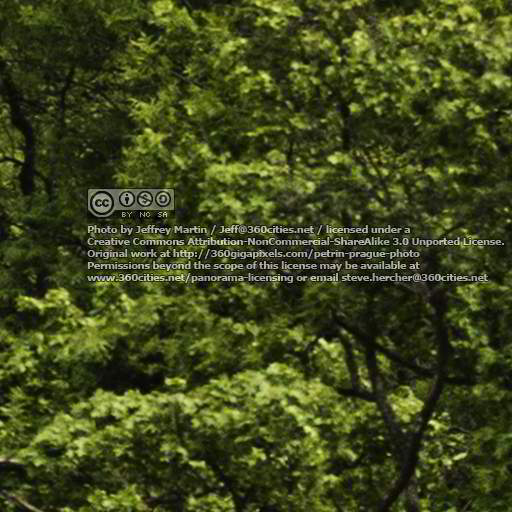 cc
BY NC SA
Photo by Jeffrey Martin / Jeff@360cities.net / licensed under a
Creative Commons Attribution-NonCommercial-ShareAlike 3.0 Unported License.
Original work at http://360gigapixels.com/petrin-prague-photo
Permissions beyond the scope of this license may be available at
www.360cities.net/panorama-licensing or email steve.hercher@360cities.net